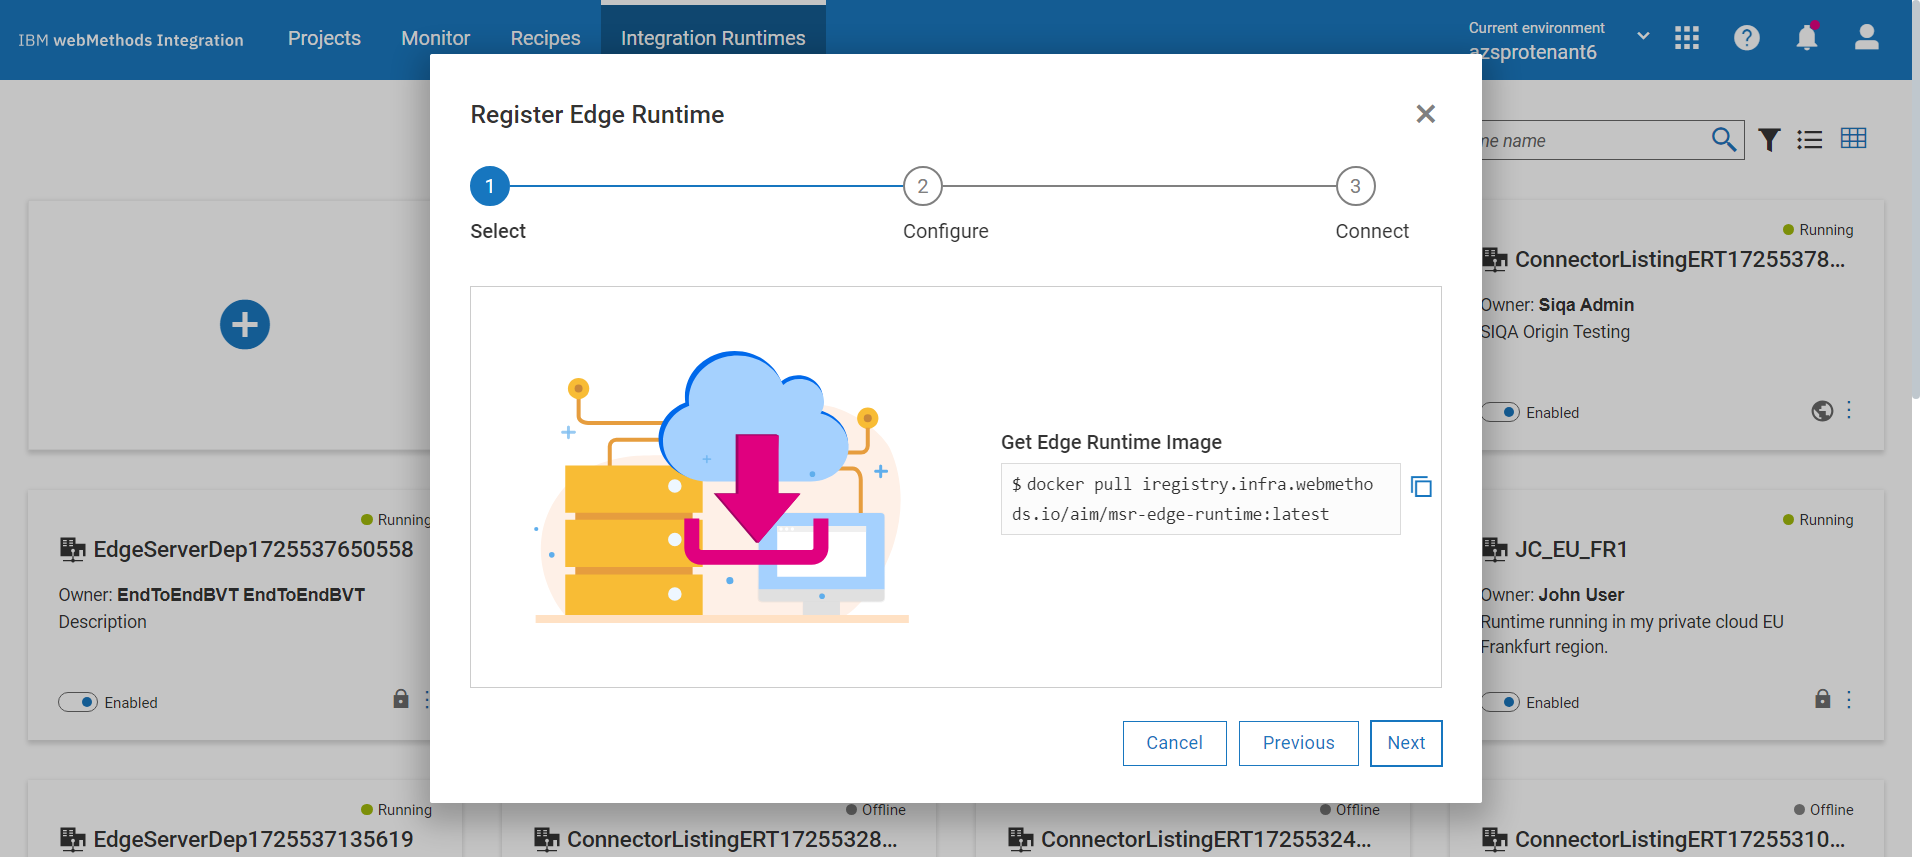 IBM webMethods Integration
Projects
Monitor
Recipes
Integration Runtimes
Current environment
azsprotenant6
Register Edge Runtime
1
2
3
Select
Configure
Connect
Get Edge Runtime Image
$ docker pull iregistry.infra.webmetho
ds.io/aim/msr-edge-runtime:latest
Cancel
Previous
Next
name
Running
ConnectorListingERT17255378...
Owner: Siqa Admin
SIQA Origin Testing
Enabled
Running
EdgeServerDep1725537650558
Owner: EndToEndBVT EndToEndBVT
Description
Enabled
Running
JC_EU_FR1
Owner: John User
Runtime running in my private cloud EU
Frankfurt region.
Enabled
Running
EdgeServerDep1725537135619
Offline
ConnectorListingERT17255328...
Offline
ConnectorListingERT17255324...
Offline
ConnectorListingERT17255310...